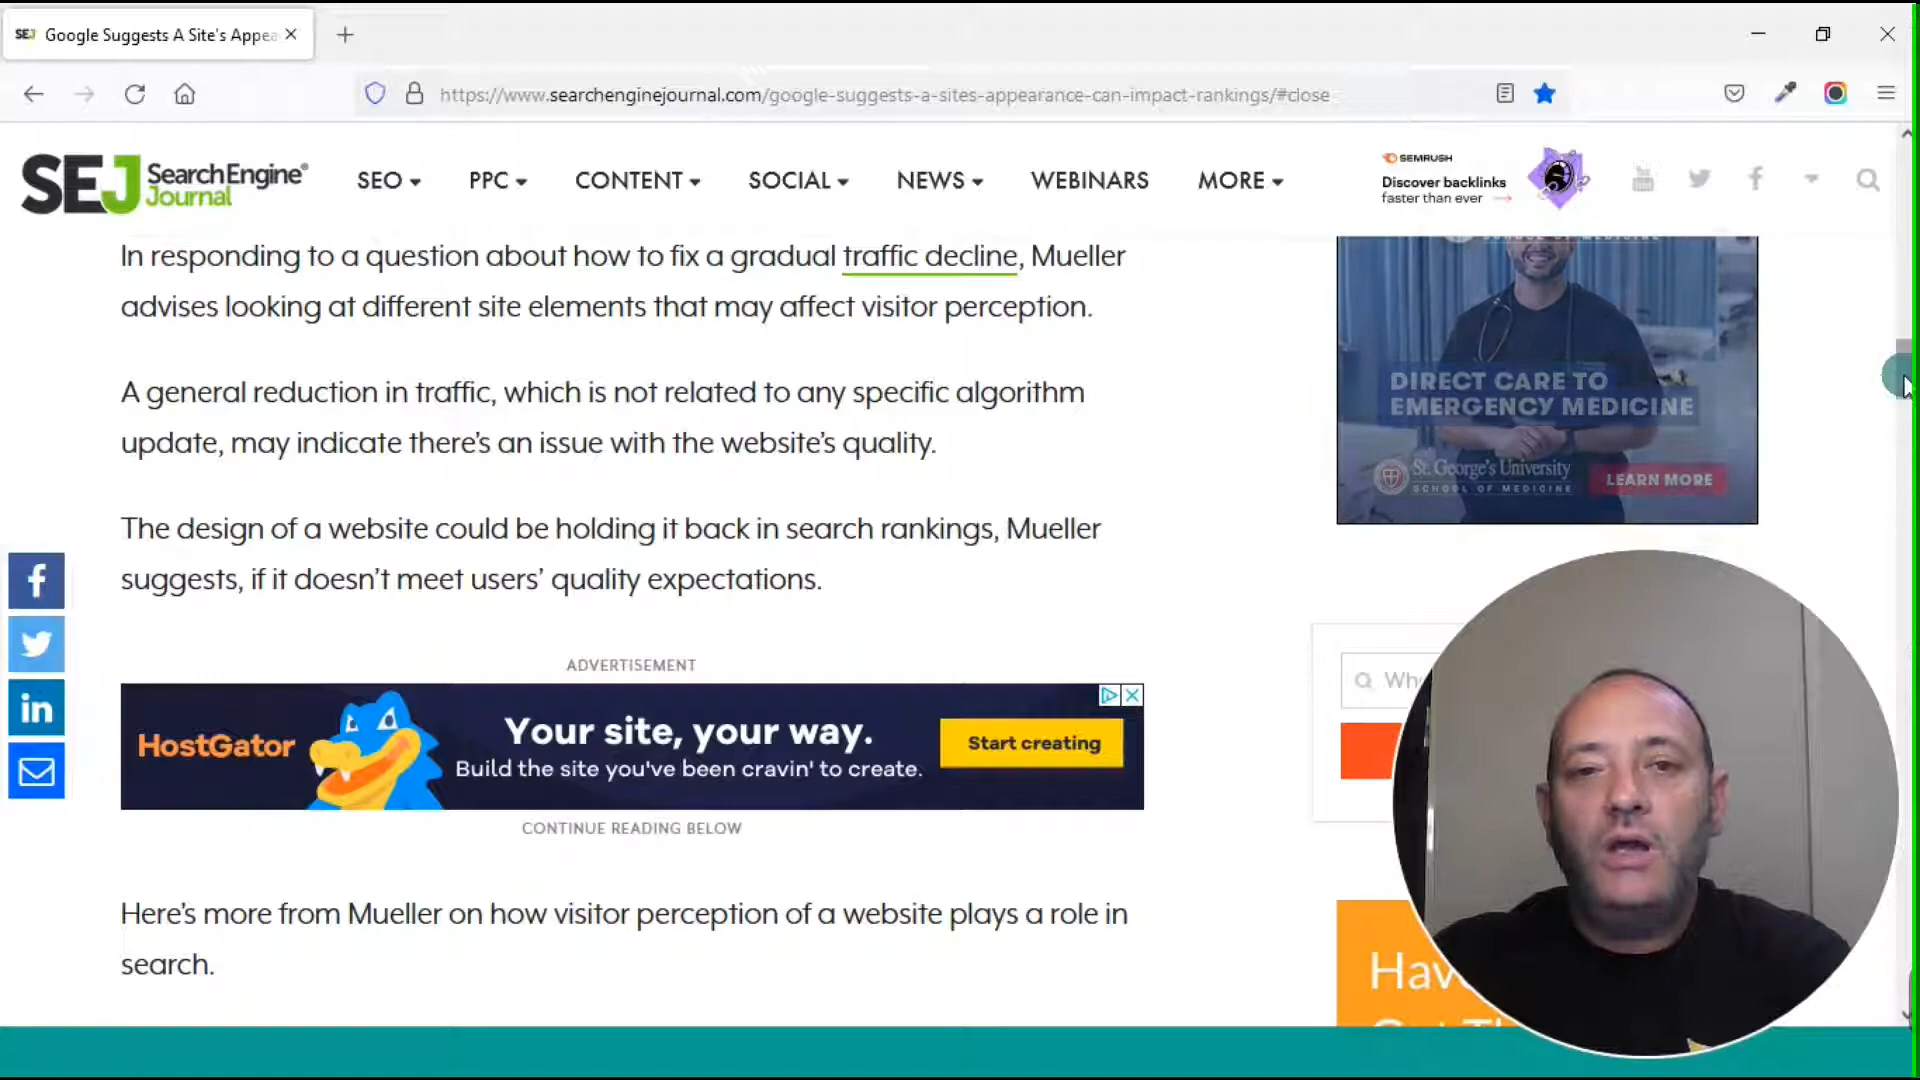 SEJ Google Suggests A Site's Appea
https://www.searchenginejournal.com/google-suggests-a-sites-appearance-can-impact-rankings/#close
SEJ SearchEngine Journal
SEO PPC CONTENT SOCIAL NEWS WEBINARS MORE
SEMRUSH
Discover backlinks
faster than ever
In responding to a question about how to fix a gradual traffic decline, Mueller
advises looking at different site elements that may affect visitor perception.
A general reduction in traffic, which is not related to any specific algorithm
update, may indicate there's an issue with the website's quality.
The design of a website could be holding it back in search rankings, Mueller
suggests, if it doesn't meet users' quality expectations.
ADVERTISEMENT
HostGator
Your site, your way.
Build the site you've been cravin' to create.
Start creating
CONTINUE READING BELOW
Here's more from Mueller on how visitor perception of a website plays a role in
search.
SCHOOL OF MEDICINE
DIRECT CARE TO
EMERGENCY MEDICINE
St. George's University
SCHOOL OF MEDICINE
LEARN MORE